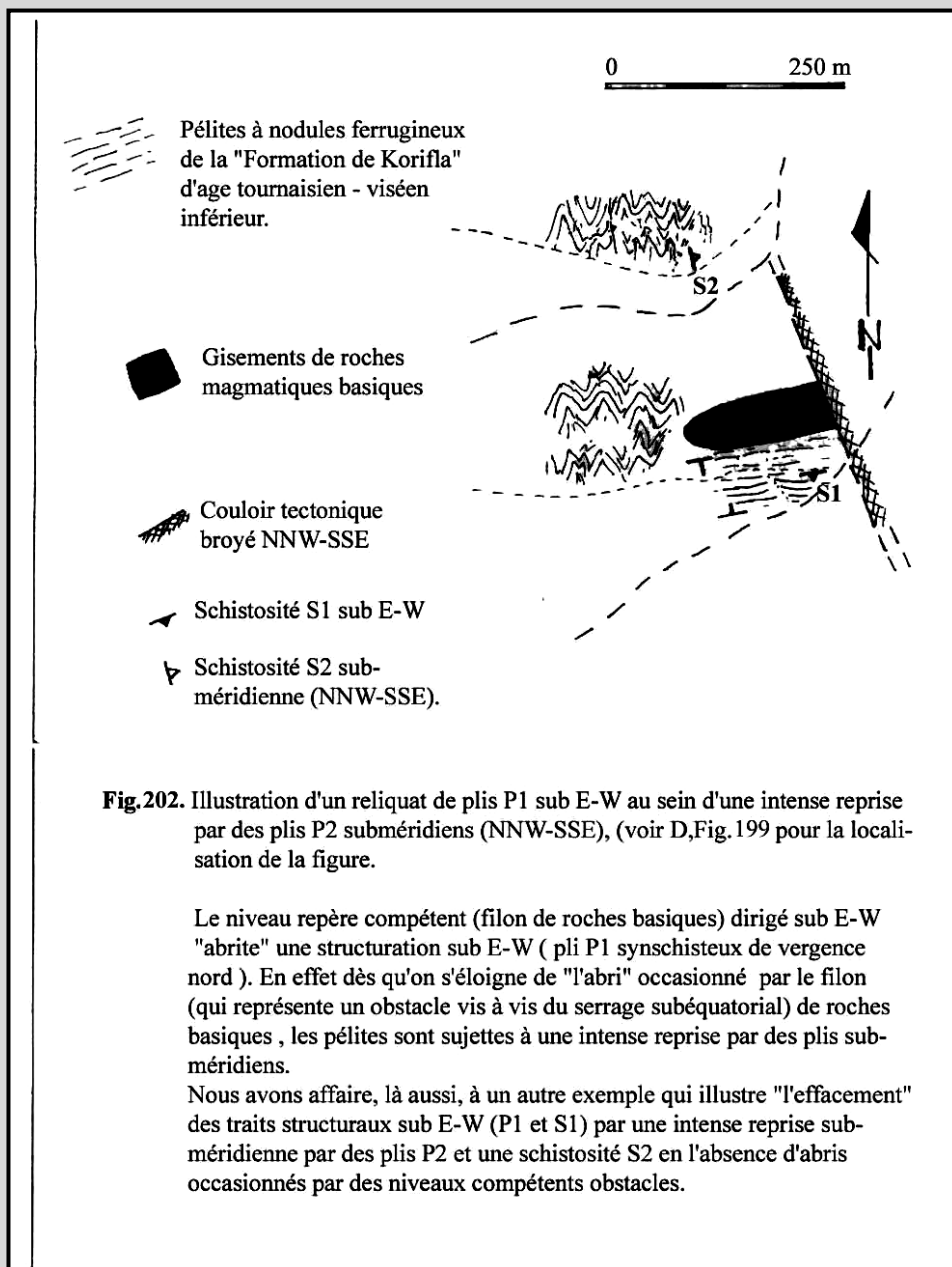 0 250 m
Pélites à nodules ferrugineux
de la "Formation de Korifla"
d'age tournaisien - viséen
inférieur.
S2
N
Gisements de roches
magmatiques basiques
S1
Couloir tectonique
broyé NNW-SSE
Schistosité S1 sub E-W
Schistosité S2 sub-
méridienne (NNW-SSE).
Fig.202. Illustration d'un reliquat de plis P1 sub E-W au sein d'une intense reprise
par des plis P2 subméridiens (NNW-SSE), (voir D,Fig.199 pour la locali-
sation de la figure.
Le niveau repère compétent (filon de roches basiques) dirigé sub E-W
"abrite" une structuration sub E-W ( pli P1 synschisteux de vergence
nord ). En effet dès qu'on s'éloigne de "l'abri" occasionné par le filon
(qui représente un obstacle vis à vis du serrage subéquatorial) de roches
basiques , les pélites sont sujettes à une intense reprise par des plis sub-
méridiens.
Nous avons affaire, là aussi, à un autre exemple qui illustre "l'effacement"
des traits structuraux sub E-W (P1 et S1) par une intense reprise sub-
méridienne par des plis P2 et une schistosité S2 en l'absence d'abris
occasionnés par des niveaux compétents obstacles.